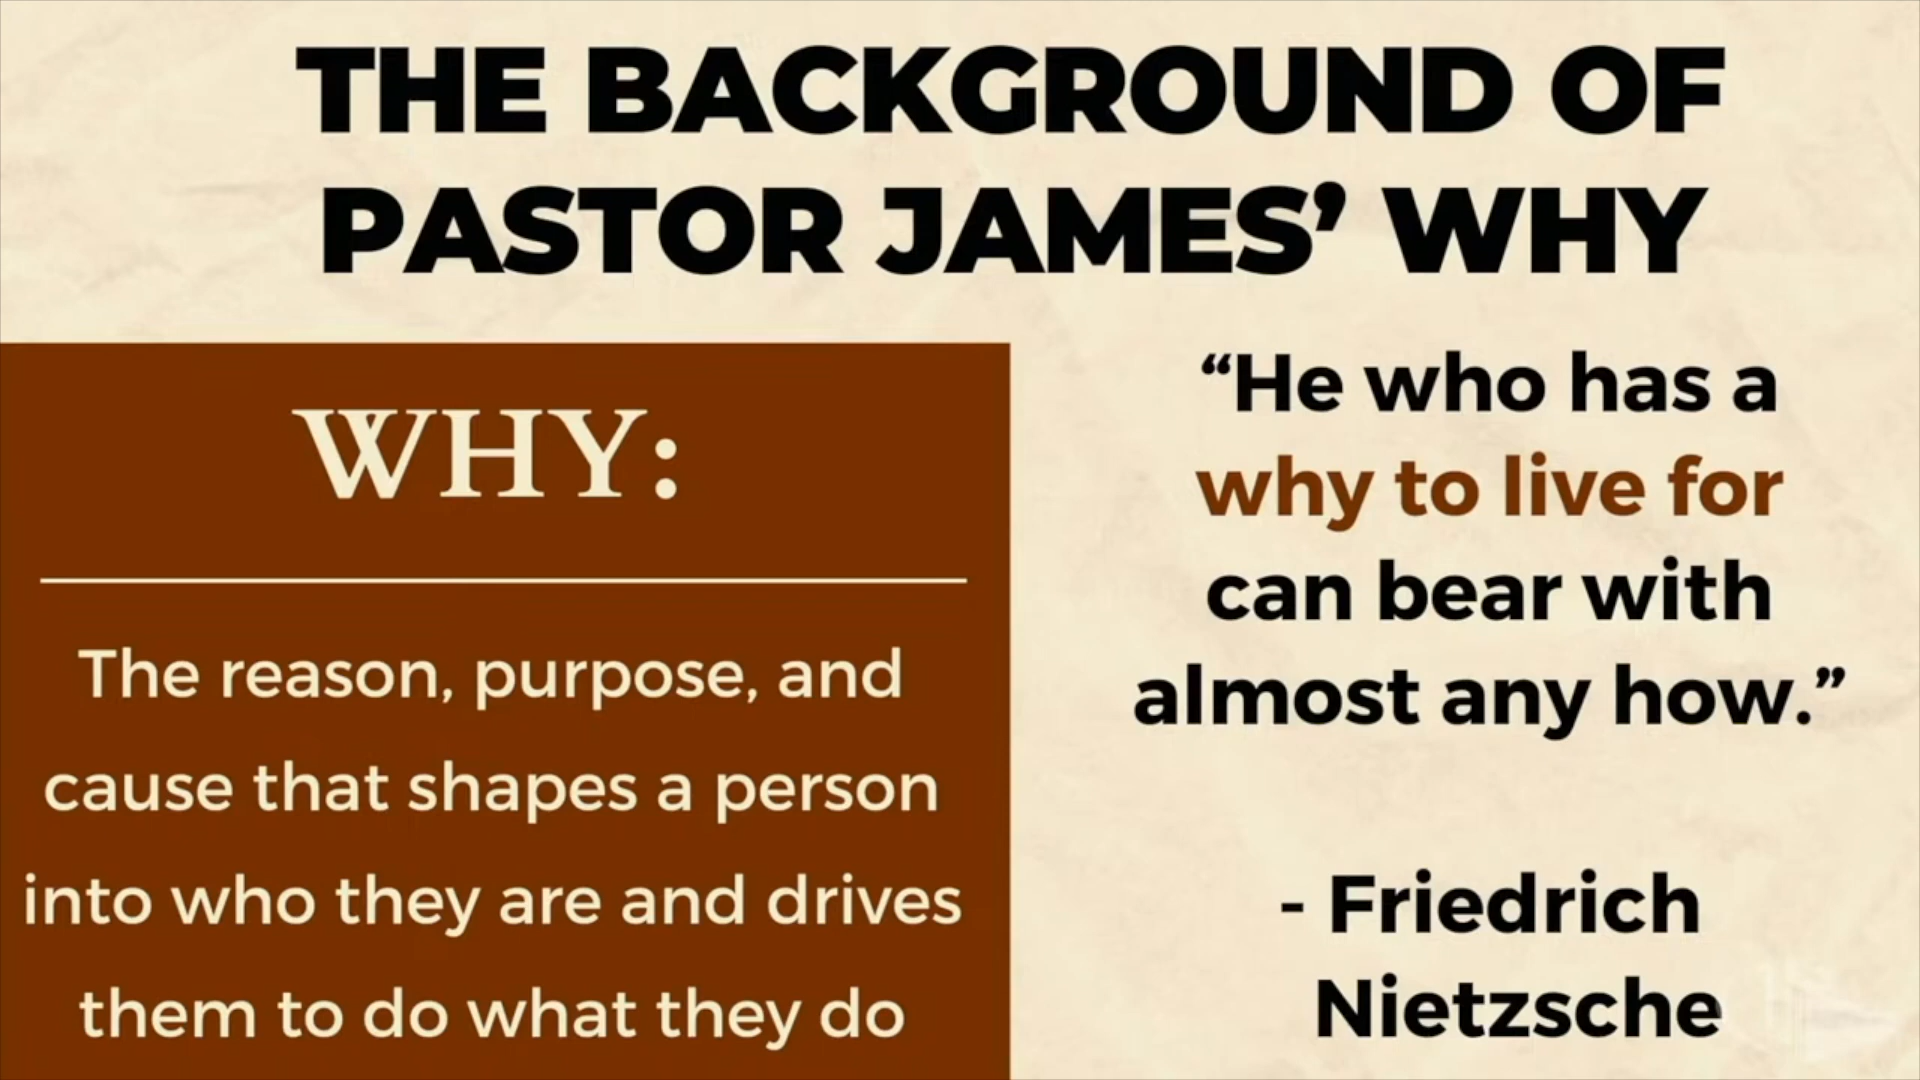 THE BACKGROUND OF
PASTOR JAMES’ WHY
WHY:
The reason, purpose, and
cause that shapes a person
into who they are and drives
them to do what they do
“He who has a
why to live for
can bear with
almost any how.”
- Friedrich
Nietzsche